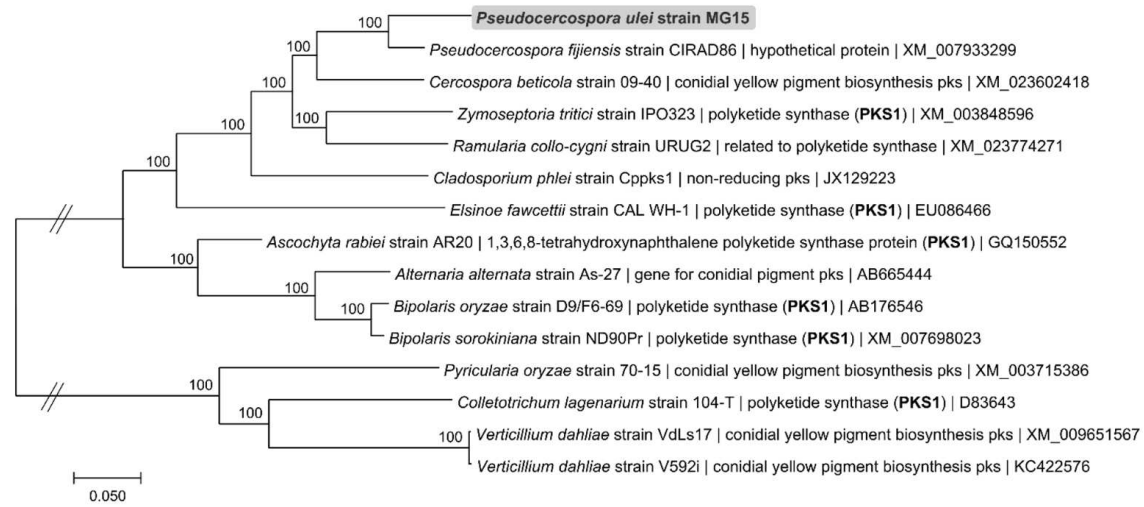 100
Pseudocercospora ulei strain MG15
100
Pseudocercospora fijiensis strain CIRAD86 | hypothetical protein | XM_007933299
100
Cercospora beticola strain 09-40 | conidial yellow pigment biosynthesis pks | XM_023602418
100
Zymoseptoria tritici strain IPO323 | polyketide synthase (PKS1) | XM_003848596
100
100
Ramularia collo-cygni strain URUG2 | related to polyketide synthase | XM_023774271
100
Cladosporium phlei strain Cppks1 | non-reducing pks | JX129223
Elsinoe fawcettii strain CAL WH-1 | polyketide synthase (PKS1) | EU086466
Ascochyta rabiei strain AR20 | 1,3,6,8-tetrahydroxynaphthalene polyketide synthase protein (PKS1) | GQ150552
100
Alternaria alternata strain As-27 | gene for conidial pigment pks | AB665444
100
Bipolaris oryzae strain D9/F6-69 | polyketide synthase (PKS1) | AB176546
100
Bipolaris sorokiniana strain ND90Pr | polyketide synthase (PKS1) | XM_007698023
Pyricularia oryzae strain 70-15 | conidial yellow pigment biosynthesis pks | XM_003715386
100
Colletotrichum lagenarium strain 104-T | polyketide synthase (PKS1) | D83643
100
Verticillium dahliae strain VdLs17 | conidial yellow pigment biosynthesis pks | XM_009651567
100
Verticillium dahliae strain V592i | conidial yellow pigment biosynthesis pks | KC422576
0.050